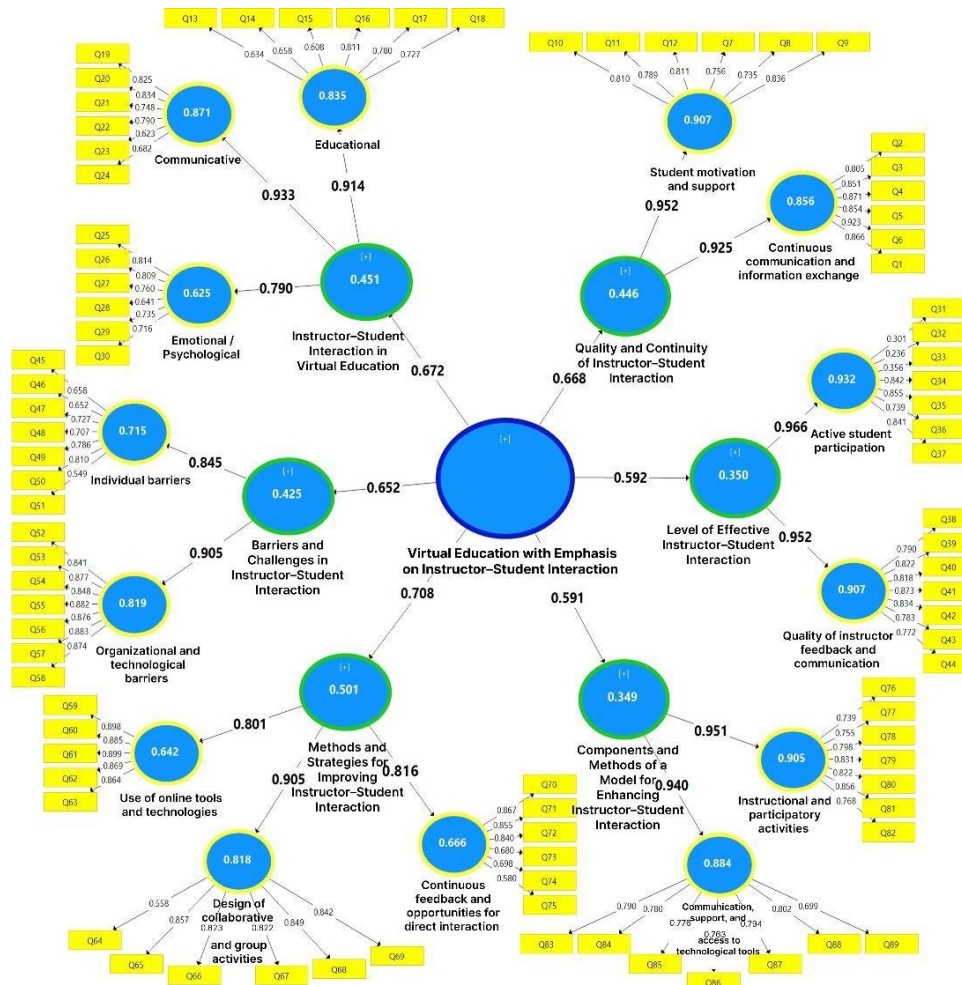 Q13
Q14
Q15
Q16
Q17
Q18
0.634
0.658
0.608
0.811
0.780
0.727
0.835
Educational
Q19
Q20
Q21
Q22
Q23
Q24
0.825
0.834
0.748
0.790
0.623
0.682
0.871
Communicative
0.933
0.914
Q25
Q26
Q27
Q28
Q29
Q30
0.814
0.809
0.760
0.641
0.735
0.716
0.625
Emotional /
Psychological
0.790
[+]
0.451
Instructor–Student
Interaction in
Virtual Education
0.672
Q10
Q11
Q12
Q7
Q8
Q9
0.810
0.789
0.811
0.756
0.735
0.836
0.907
Student motivation
and support
0.952
Q2
Q3
Q4
Q5
Q6
Q1
0.805
0.851
0.871
0.854
0.923
0.866
0.856
Continuous
communication and
information exchange
0.925
[+]
0.446
Quality and Continuity
of Instructor–Student
Interaction
0.668
Q31
Q32
Q33
Q34
Q35
Q36
Q37
0.301
0.236
0.356
0.842
0.855
0.739
0.841
0.932
Active student
participation
0.966
[+]
0.350
Level of Effective
Instructor–Student
Interaction
0.592
0.952
Q38
Q39
Q40
Q41
Q42
Q43
Q44
0.790
0.822
0.818
0.873
0.834
0.783
0.772
0.907
Quality of instructor
feedback and
communication
[+]
Virtual Education with Emphasis
on Instructor–Student Interaction
Q45
Q46
Q47
Q48
Q49
Q50
Q51
0.658
0.652
0.727
0.707
0.786
0.810
0.549
0.715
Individual barriers
0.845
[+]
0.425
Barriers and
Challenges in
Instructor–Student
Interaction
0.652
0.905
Q52
Q53
Q54
Q55
Q56
Q57
Q58
0.841
0.877
0.848
0.882
0.876
0.883
0.874
0.819
Organizational and
technological
barriers
0.708
[+]
0.501
Methods and
Strategies for
Improving
Instructor–Student
Interaction
0.801
0.905
0.816
Q59
Q60
Q61
Q62
Q63
0.898
0.885
0.899
0.869
0.864
0.642
Use of online tools
and technologies
0.818
Design of
collaborative
and group
activities
0.558
0.857
0.823
0.822
0.849
0.842
Q64
Q65
Q66
Q67
Q68
Q69
0.666
Continuous
feedback and
opportunities for
direct interaction
Q70
Q71
Q72
Q73
Q74
Q75
0.867
0.855
0.840
0.680
0.698
0.580
0.591
[+]
0.349
Components and
Methods of a
Model for
Enhancing
Instructor–Student
Interaction
0.951
0.940
Q76
Q77
Q78
Q79
Q80
Q81
Q82
0.739
0.755
0.798
0.831
0.822
0.856
0.768
0.905
Instructional and
participatory
activities
0.884
Communication,
support, and
access to
technological tools
0.790
0.780
0.776
0.763
0.794
0.802
0.699
Q83
Q84
Q85
Q86
Q87
Q88
Q89